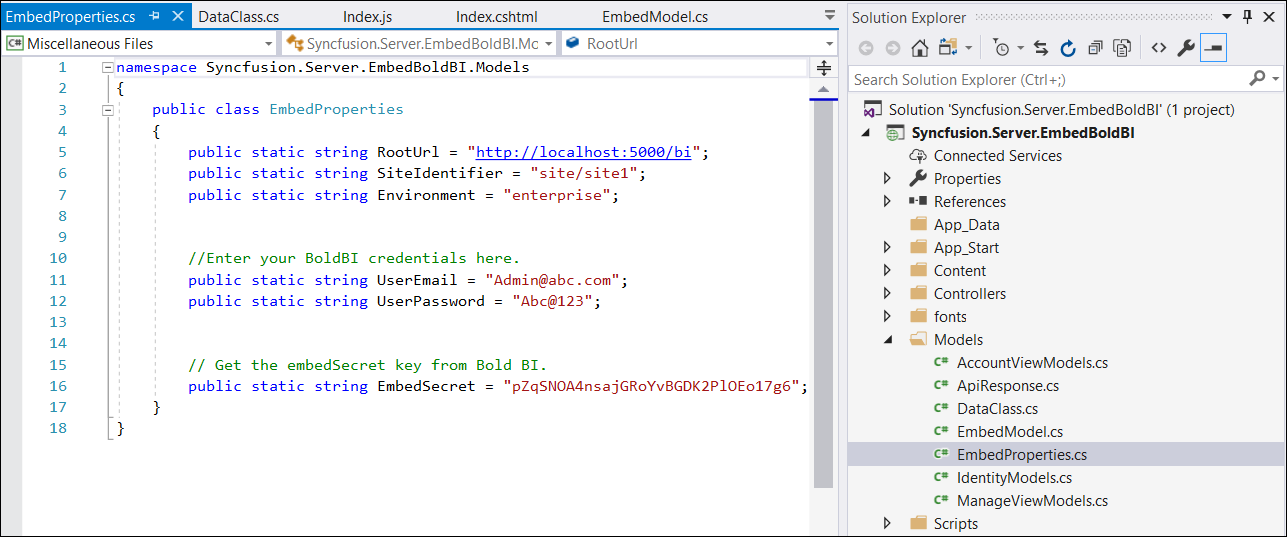 EmbedProperties.cs
DataClass.cs
Index.js
Index.cshtml
EmbedModel.cs
C# Miscellaneous Files
Syncfusion.Server.EmbedBoldBI.Mo
RootUrl
1 namespace Syncfusion.Server.EmbedBoldBI.Models
2 {
3 public class EmbedProperties
4 {
5 public static string RootUrl = "http://localhost:5000/bi";
6 public static string SiteIdentifier = "site/site1";
7 public static string Environment = "enterprise";
8
9
10 //Enter your BoldBI credentials here.
11 public static string UserEmail = "Admin@abc.com";
12 public static string UserPassword = "Abc@123";
13
14
15 // Get the embedSecret key from Bold BI.
16 public static string EmbedSecret = "pZqSNOA4nsajGRoYvBGDK2PlOEo17g6";
17 }
18 }
Solution Explorer
Search Solution Explorer (Ctrl+;)
Solution 'Syncfusion.Server.EmbedBoldBI' (1 project)
Syncfusion.Server.EmbedBoldBI
Connected Services
Properties
References
App_Data
App_Start
Content
Controllers
fonts
Models
C# AccountViewModels.cs
C# ApiResponse.cs
C# DataClass.cs
C# EmbedModel.cs
C# EmbedProperties.cs
C# IdentityModels.cs
C# ManageViewModels.cs
Scripts